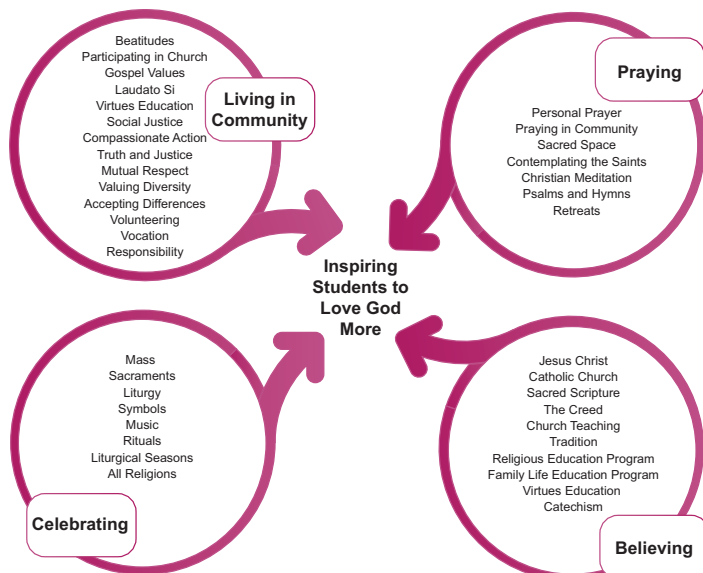 Beatitudes
Participating in Church
Gospel Values
Laudato Si
Virtues Education
Social Justice
Compassionate Action
Truth and Justice
Mutual Respect
Valuing Diversity
Accepting Differences
Volunteering
Vocation
Responsibility
Living in
Community
Praying
Personal Prayer
Praying in Community
Sacred Space
Contemplating the Saints
Christian Meditation
Psalms and Hymns
Retreats
Inspiring
Students to
Love God
More
Mass
Sacraments
Liturgy
Symbols
Music
Rituals
Liturgical Seasons
All Religions
Celebrating
Jesus Christ
Catholic Church
Sacred Scripture
The Creed
Church Teaching
Tradition
Religious Education Program
Family Life Education Program
Virtues Education
Catechism
Believing